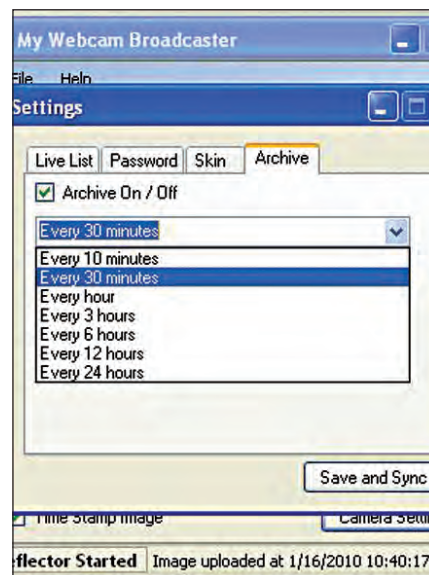 My Webcam Broadcaster
File Help
Settings
Live List Password Skin Archive
Archive On / Off
Every 30 minutes
Every 10 minutes
Every 30 minutes
Every hour
Every 3 hours
Every 6 hours
Every 12 hours
Every 24 hours
Save and Sync
Time Stamp Image Camera Setti
eflector Started Image uploaded at 1/16/2010 10:40:17